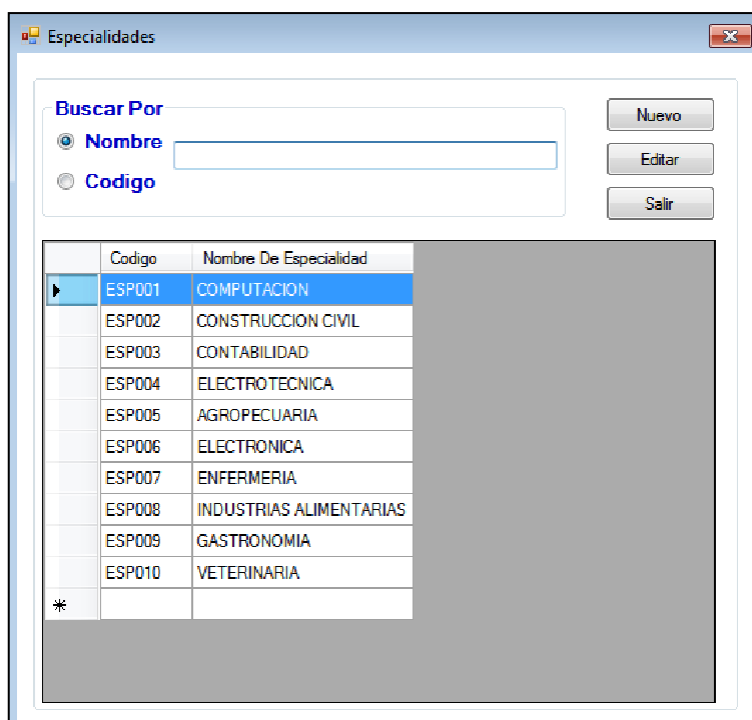 Especialidades
Buscar Por
Nombre
Codigo
Nuevo
Editar
Salir
Codigo Nombre De Especialidad
ESP001 COMPUTACION
ESP002 CONSTRUCCION CIVIL
ESP003 CONTABILIDAD
ESP004 ELECTROTECNICA
ESP005 AGROPECUARIA
ESP006 ELECTRONICA
ESP007 ENFERMERIA
ESP008 INDUSTRIAS ALIMENTARIAS
ESP009 GASTRONOMIA
ESP010 VETERINARIA